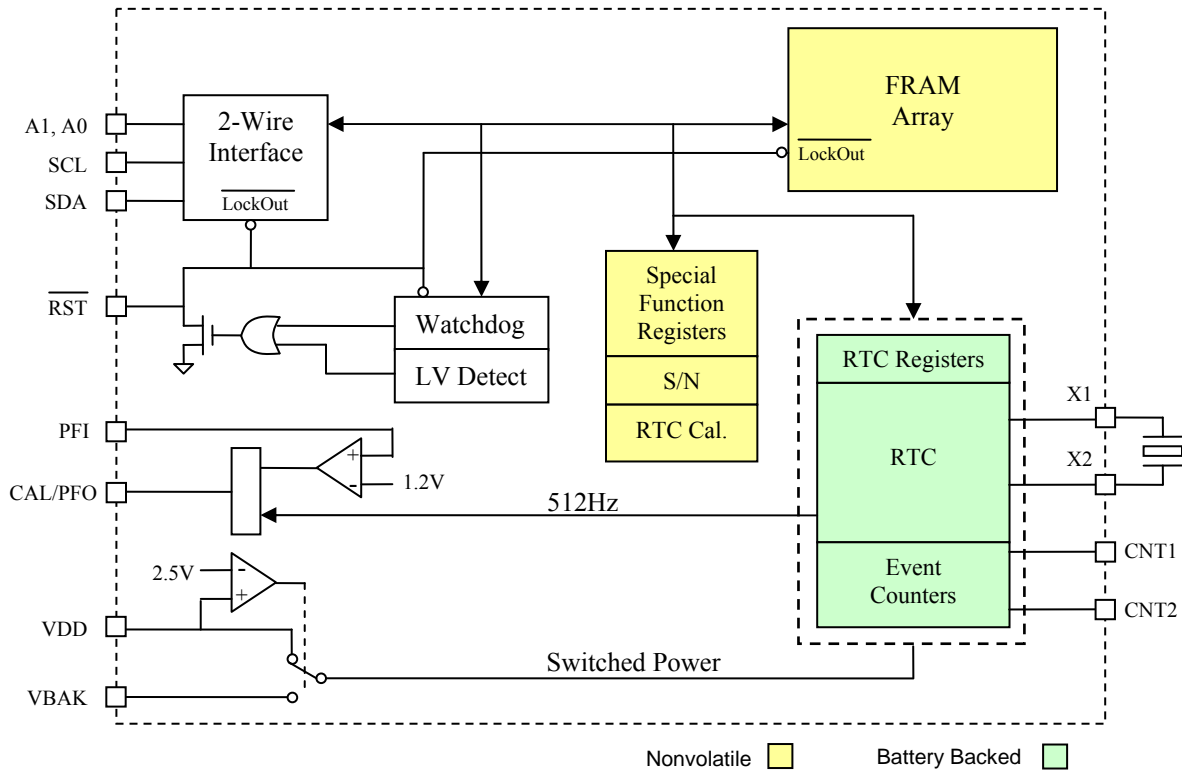 FRAM
Array
LockOut
2-Wire
Interface
LockOut
A1, A0
SCL
SDA
RST
Watchdog
LV Detect
Special
Function
Registers
S/N
RTC Cal.
RTC Registers
RTC
Event
Counters
X1
X2
CNT1
CNT2
PFI
CAL/PFO
+
-
1.2V
512Hz
2.5V
-
+
VDD
VBAK
Switched Power
Nonvolatile
Battery Backed